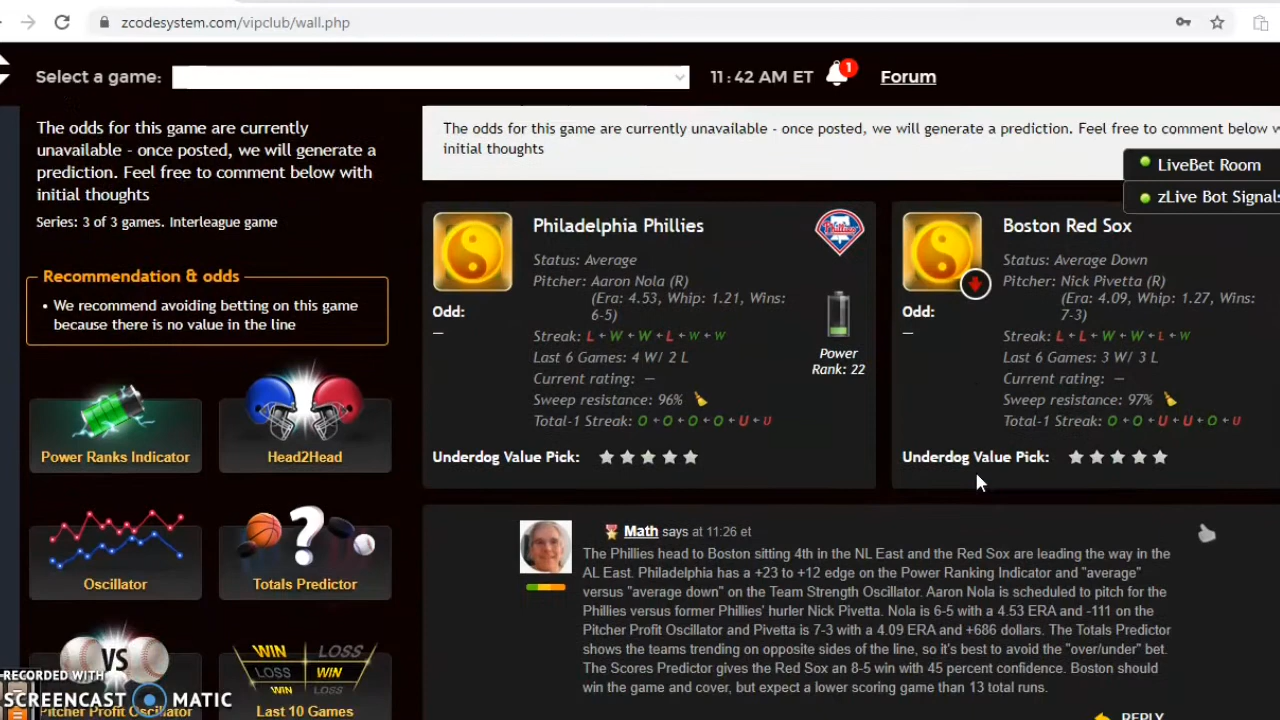 zcodesystem.com/vipclub/wall.php
Select a game:
11:42 AM ET
1
Forum
The odds for this game are currently
unavailable - once posted, we will generate a
prediction. Feel free to comment below with
initial thoughts
Series: 3 of 3 games. Interleague game
Recommendation & odds
• We recommend avoiding betting on this game
because there is no value in the line
Power Ranks Indicator
Head2Head
Oscillator
Totals Predictor
VS
WIN LOSS
LOSS WIN
WIN LOSS
Pitcher Profit Oscillator
Last 10 Games
RECORDED WITH
SCREENCAST MATIC
The odds for this game are currently unavailable - once posted, we will generate a prediction. Feel free to comment below w
initial thoughts
LiveBet Room
zLive Bot Signals
Philadelphia Phillies
Phillies
Status: Average
Pitcher: Aaron Nola (R)
(Era: 4.53, Whip: 1.21, Wins:
6-5)
Odd:
—
Streak: L ← W ← W ← L ← W ← W
Last 6 Games: 4 W/ 2 L
Current rating: —
Sweep resistance: 96%
Total-1 Streak: O ← O ← O ← O ← U ← U
Power
Rank: 22
Underdog Value Pick:
Boston Red Sox
Status: Average Down
Pitcher: Nick Pivetta (R)
(Era: 4.09, Whip: 1.27, Wins:
7-3)
Odd:
—
Streak: L ← L ← W ← W ← L ← W
Last 6 Games: 3 W/ 3 L
Current rating: —
Sweep resistance: 97%
Total-1 Streak: O ← O ← U ← U ← O ← U
Underdog Value Pick:
Math says at 11:26 et
The Phillies head to Boston sitting 4th in the NL East and the Red Sox are leading the way in the
AL East. Philadelphia has a +23 to +12 edge on the Power Ranking Indicator and "average"
versus "average down" on the Team Strength Oscillator. Aaron Nola is scheduled to pitch for the
Phillies versus former Phillies' hurler Nick Pivetta. Nola is 6-5 with a 4.53 ERA and -111 on the
Pitcher Profit Oscillator and Pivetta is 7-3 with a 4.09 ERA and +686 dollars. The Totals Predictor
shows the teams trending on opposite sides of the line, so it's best to avoid the "over/under" bet.
The Scores Predictor gives the Red Sox an 8-5 win with 45 percent confidence. Boston should
win the game and cover, but expect a lower scoring game than 13 total runs.
REPLY